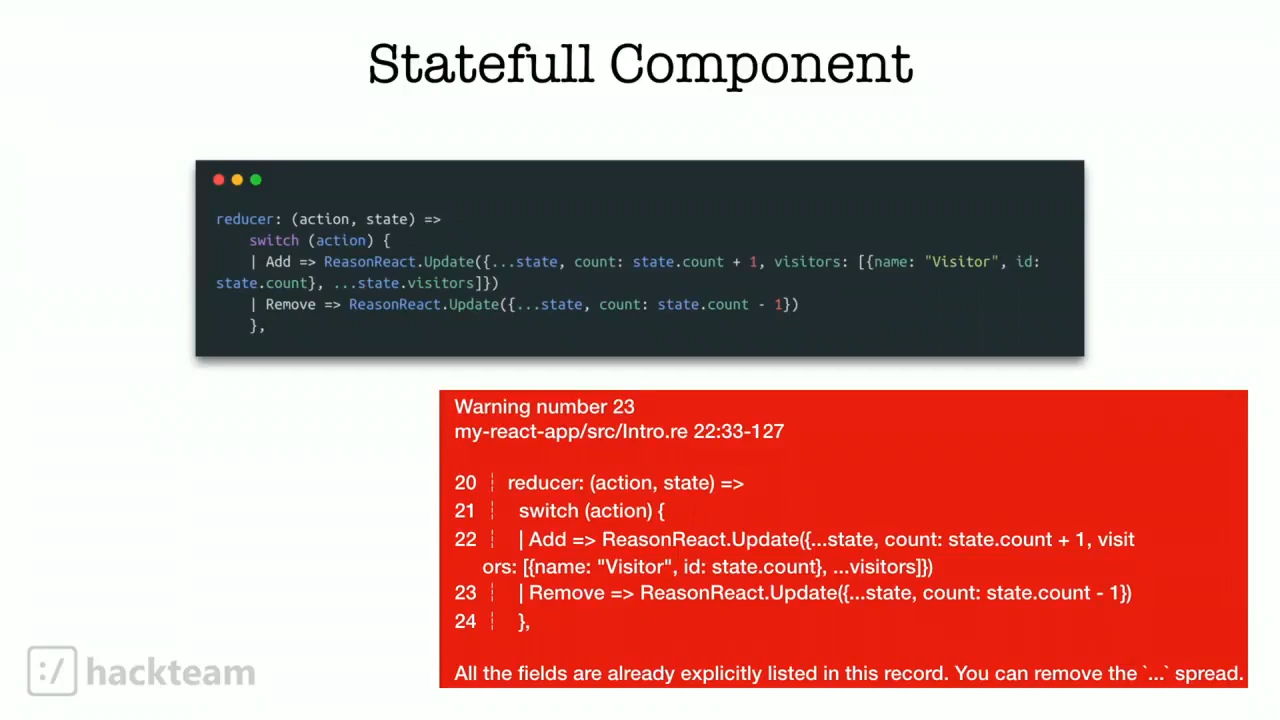 Statefull Component
reducer: (action, state) =>
switch (action) {
| Add => ReasonReact.Update({...state, count: state.count + 1, visitors: [{name: "Visitor", id:
state.count}, ...state.visitors]})
| Remove => ReasonReact.Update({...state, count: state.count - 1})
},
Warning number 23
my-react-app/src/Intro.re 22:33-127
20 ┆ reducer: (action, state) =>
21 ┆ switch (action) {
22 ┆ | Add => ReasonReact.Update({...state, count: state.count + 1, visit
ors: [{name: "Visitor", id: state.count}, ...visitors]})
23 ┆ | Remove => ReasonReact.Update({...state, count: state.count - 1})
24 ┆ },
All the fields are already explicitly listed in this record. You can remove the `...` spread.
:/ hackteam